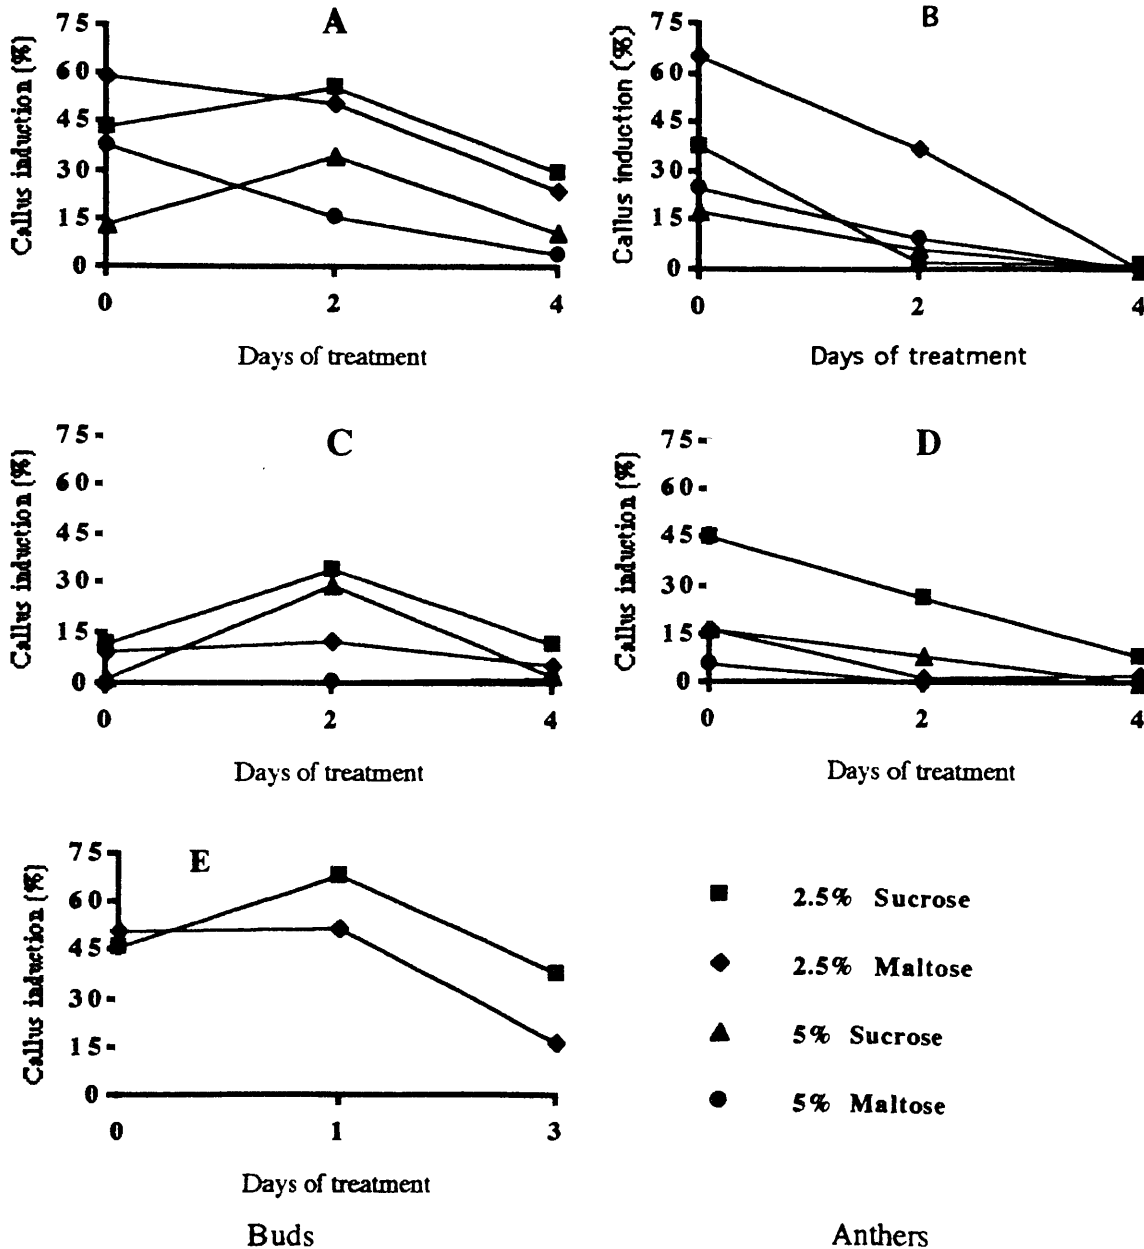 A
Callus induction (%)
75
60
45
30
15
0
0 2 4
Days of treatment
B
Callus induction (%)
75
60
45
30
15
0
0 2 4
Days of treatment
C
Callus induction (%)
75
60
45
30
15
0
0 2 4
Days of treatment
D
Callus induction (%)
75
60
45
30
15
0
0 2 4
Days of treatment
E
Callus induction (%)
75
60
45
30
15
0
0 1 3
Days of treatment
2.5% Sucrose
2.5% Maltose
5% Sucrose
5% Maltose
Buds
Anthers